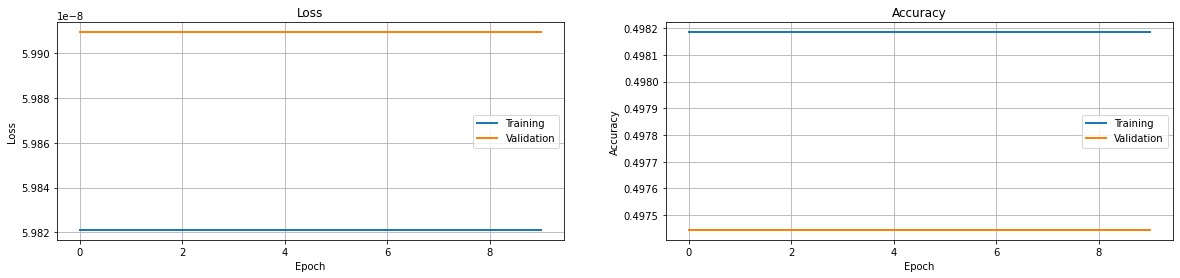 Loss
1e−8
5.990
5.988
5.986
5.984
5.982
Loss
0 2 4 6 8
Epoch
Training
Validation
Accuracy
0.4982
0.4981
0.4980
0.4979
0.4978
0.4977
0.4976
0.4975
Accuracy
0 2 4 6 8
Epoch
Training
Validation